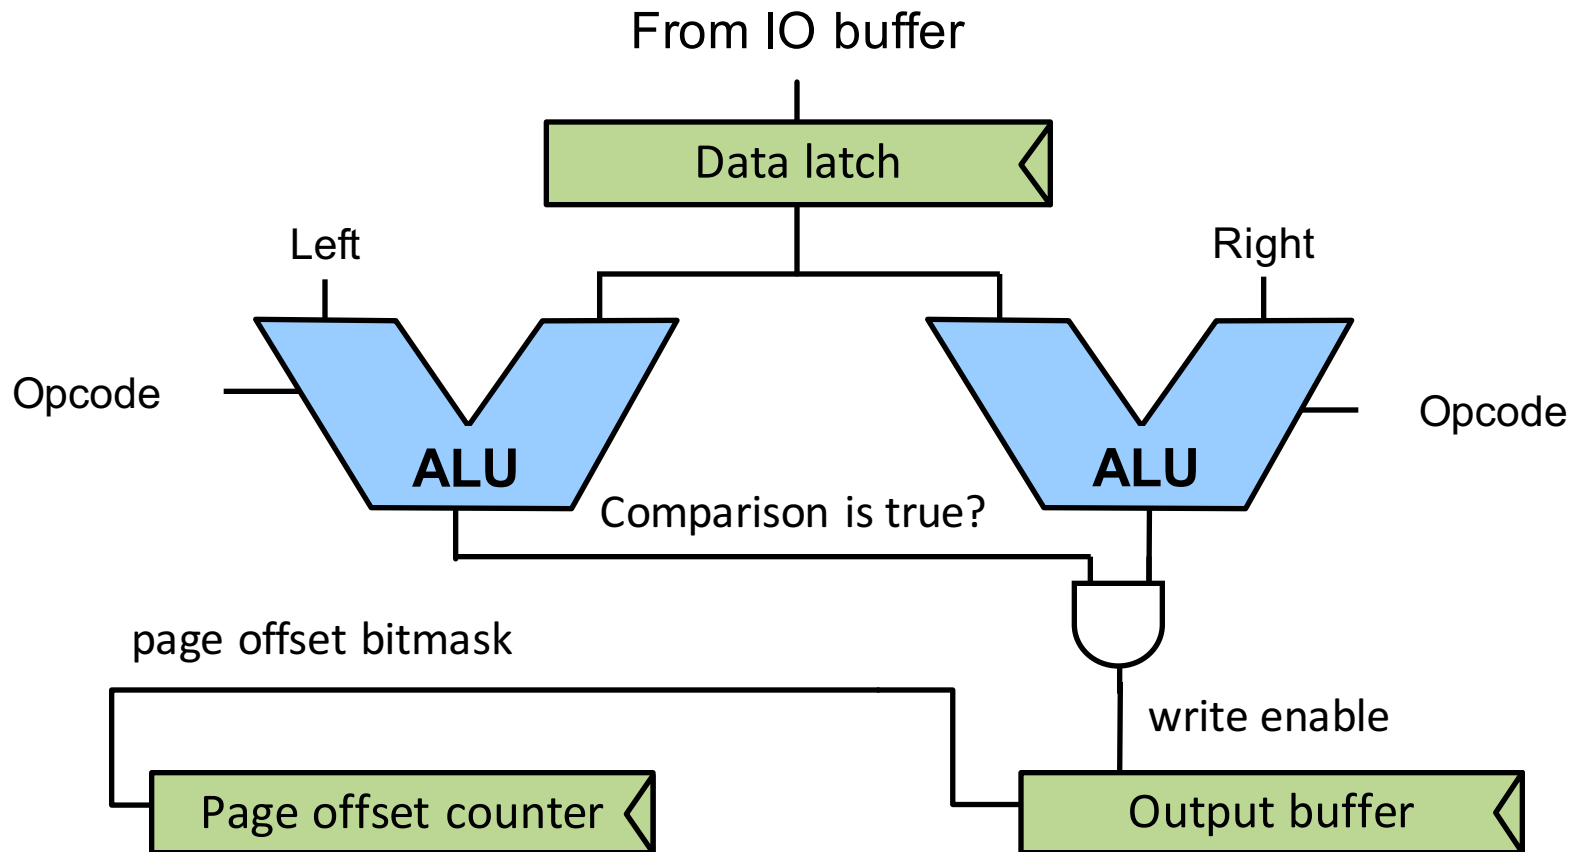 From IO buffer
Data latch
Left
Right
Opcode
Opcode
ALU
ALU
Comparison is true?
page offset bitmask
write enable
Page offset counter
Output buffer